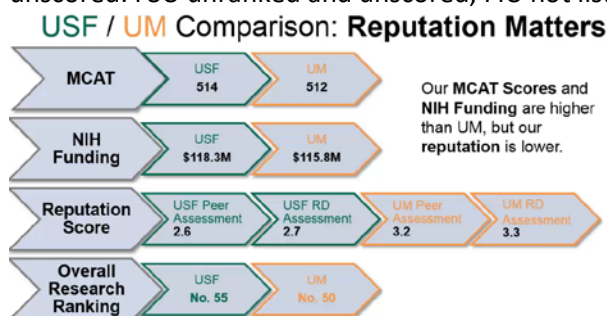 USF / UM Comparison: Reputation Matters
MCAT
USF
514
UM
512
Our MCAT Scores and
NIH Funding are higher
than UM, but our
reputation is lower.
NIH
Funding
USF
$118.3M
UM
$115.8M
Reputation
Score
USF Peer
Assessment
2.6
USF RD
Assessment
2.7
UM Peer
Assessment
3.2
UM RD
Assessment
3.3
Overall
Research
Ranking
USF
No. 55
UM
No. 50